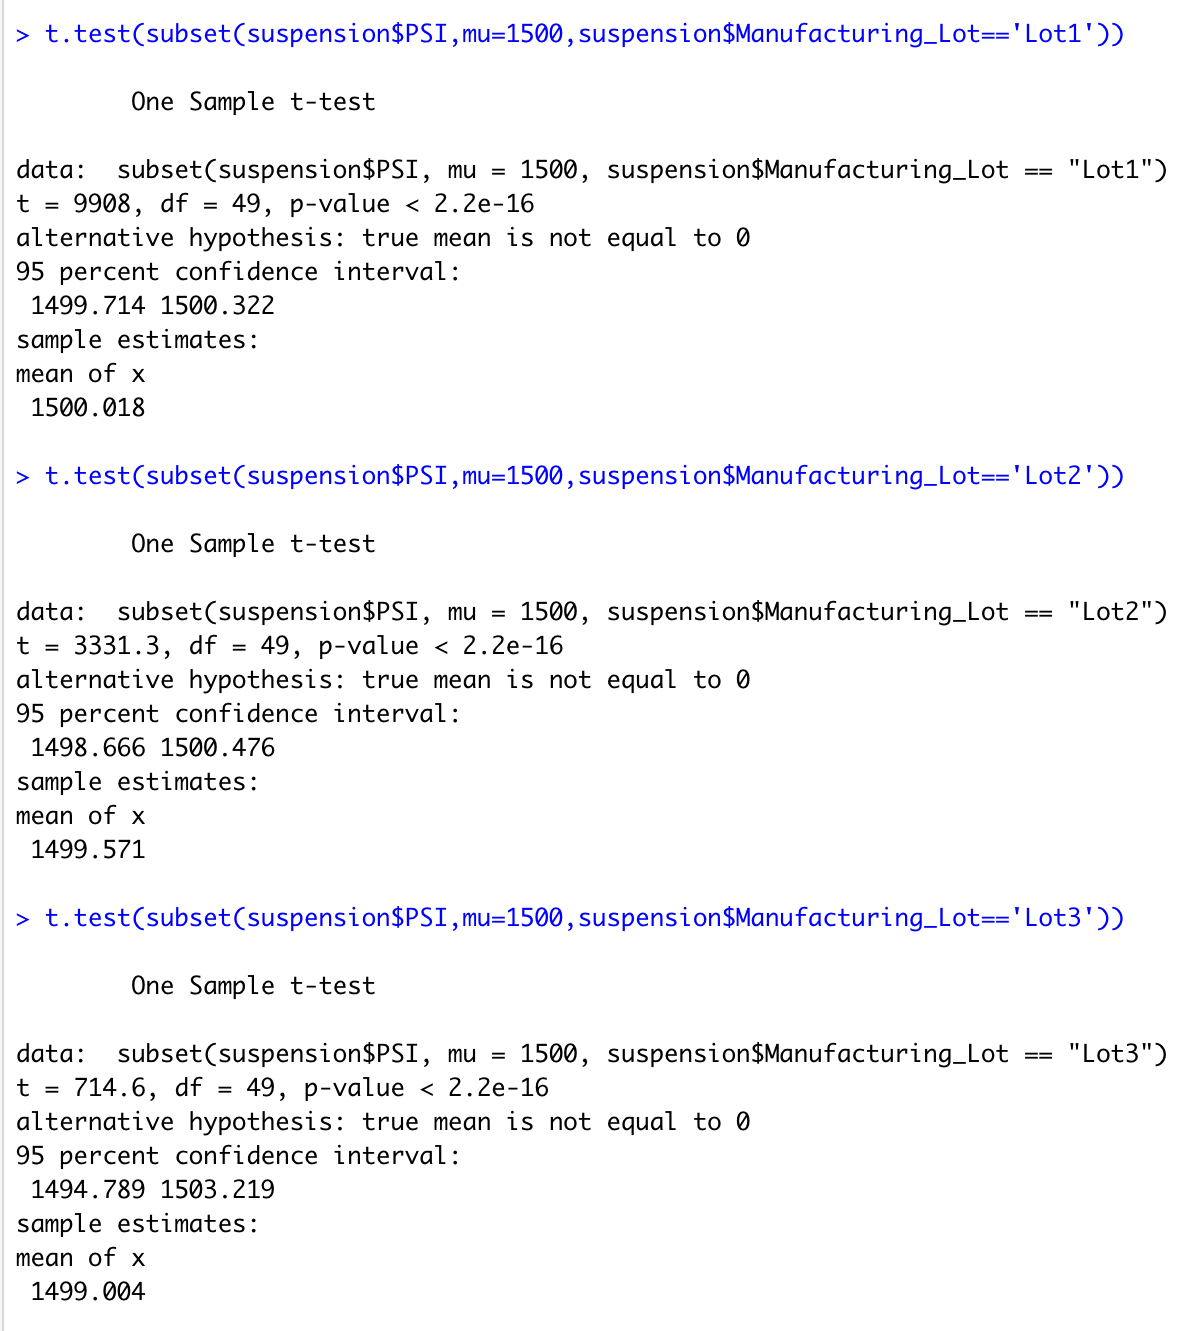 > t.test(subset(suspension$PSI,mu=1500,suspension$Manufacturing_Lot=='Lot1'))
One Sample t-test
data:  subset(suspension$PSI, mu = 1500, suspension$Manufacturing_Lot == "Lot1")
t = 9908, df = 49, p-value < 2.2e-16
alternative hypothesis: true mean is not equal to 0
95 percent confidence interval:
 1499.714 1500.322
sample estimates:
mean of x
 1500.018
> t.test(subset(suspension$PSI,mu=1500,suspension$Manufacturing_Lot=='Lot2'))
One Sample t-test
data:  subset(suspension$PSI, mu = 1500, suspension$Manufacturing_Lot == "Lot2")
t = 3331.3, df = 49, p-value < 2.2e-16
alternative hypothesis: true mean is not equal to 0
95 percent confidence interval:
 1498.666 1500.476
sample estimates:
mean of x
 1499.571
> t.test(subset(suspension$PSI,mu=1500,suspension$Manufacturing_Lot=='Lot3'))
One Sample t-test
data:  subset(suspension$PSI, mu = 1500, suspension$Manufacturing_Lot == "Lot3")
t = 714.6, df = 49, p-value < 2.2e-16
alternative hypothesis: true mean is not equal to 0
95 percent confidence interval:
 1494.789 1503.219
sample estimates:
mean of x
 1499.004